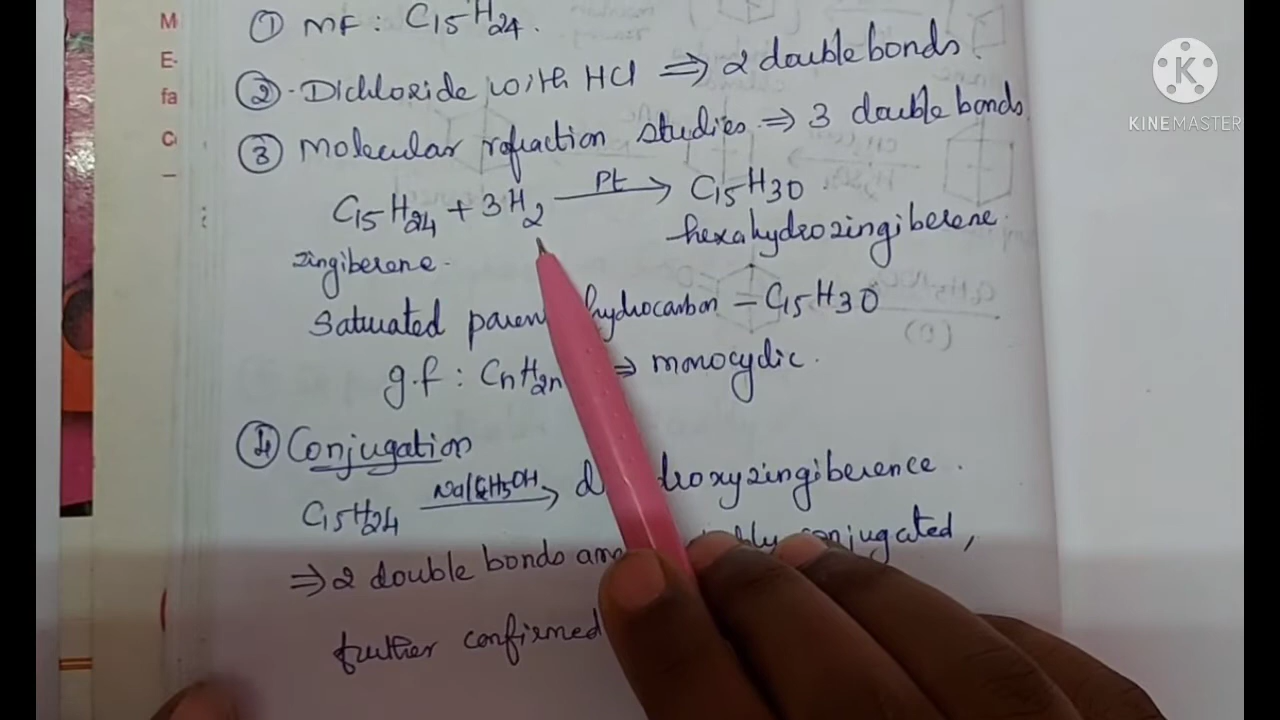 ① MF : C15H24.
② Dichloride with HCl ⇒ 2 double bonds.
③ Molecular refraction studies ⇒ 3 double bonds
C15H24 + 3H2 —Pt→ C15H30
zingiberene.
hexahydrozingiberene.
Saturated parent hydrocarbon – C15H30
g.f : CnH2n ⇒ monocyclic.
④ Conjugation
C15H24 —Na/C2H5OH→ zingiberence.
⇒ 2 double bonds conjugated,
further confirmed
M
E-
fa
C
K
KINEMASTER